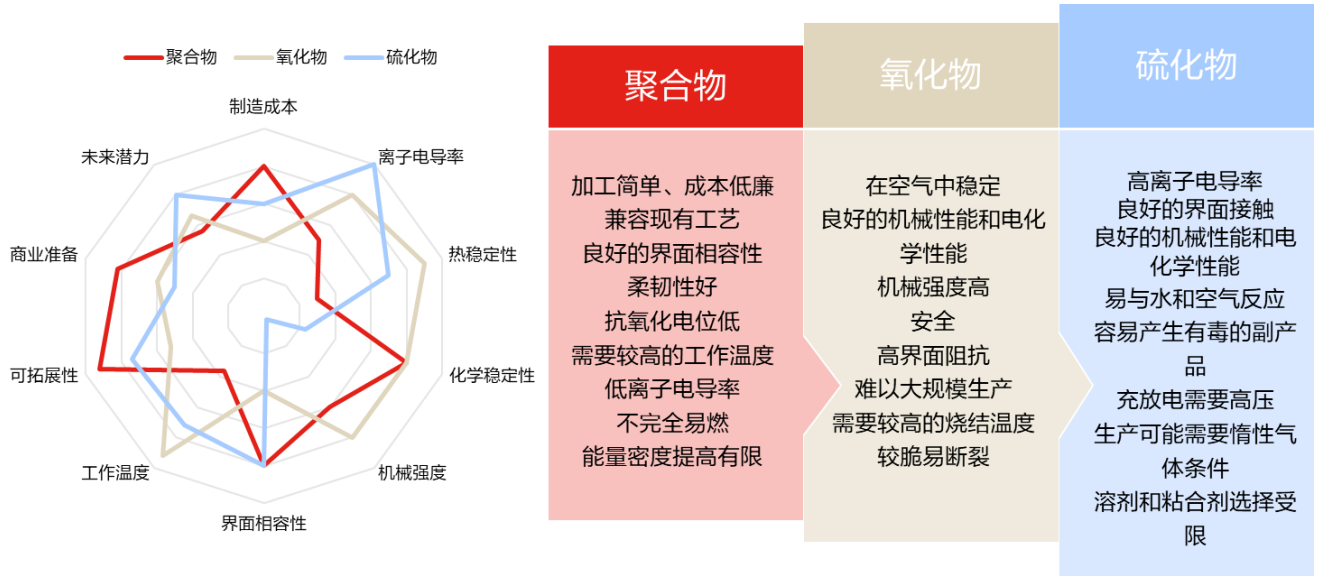 聚合物
氧化物
硫化物
制造成本
离子电导率
热稳定性
化学稳定性
机械强度
界面相容性
工作温度
可拓展性
商业准备
未来潜力
聚合物
加工简单、成本低廉
兼容现有工艺
良好的界面相容性
柔韧性好
抗氧化电位低
需要较高的工作温度
低离子电导率
不完全易燃
能量密度提高有限
氧化物
在空气中稳定
良好的机械性能和电化
学性能
机械强度高
安全
高界面阻抗
难以大规模生产
需要较高的烧结温度
较脆易断裂
硫化物
高离子电导率
良好的界面接触
良好的机械性能和电
化学性能
易与水和空气反应
容易产生有毒的副产
品
充放电需要高压
生产可能需要惰性气
体条件
溶剂和粘合剂选择受
限